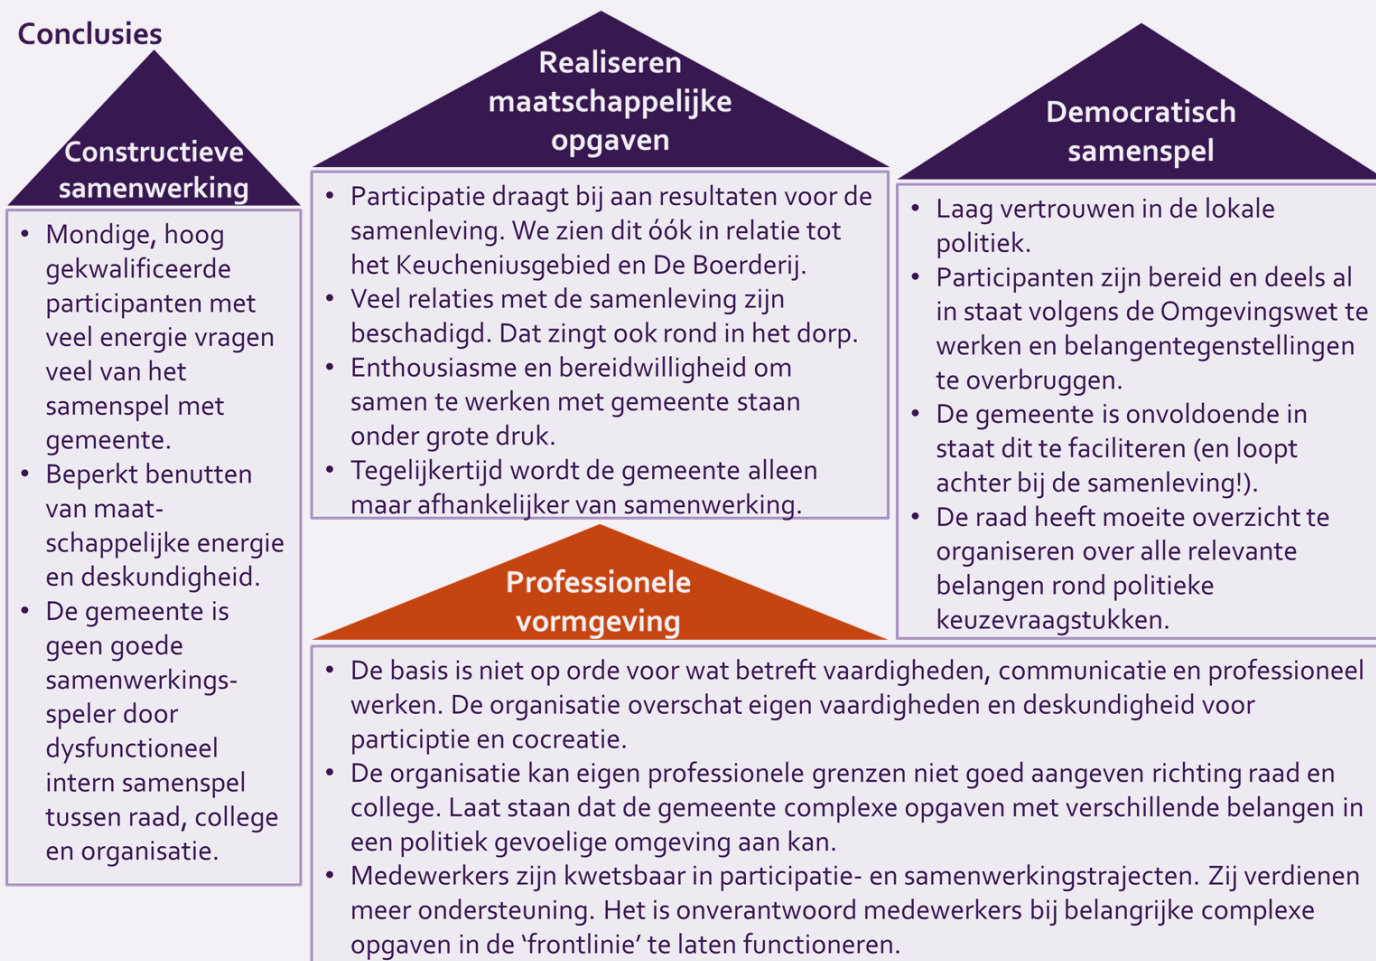 Conclusies
Constructieve
samenwerking
• Mondige, hoog
gekwalificeerde
participanten met
veel energie vragen
veel van het
samenspel met
gemeente.
• Beperkt benutten
van maat-
schappelijke energie
en deskundigheid.
• De gemeente is
geen goede
samenwerkings-
speler door
dysfunctioneel
intern samenspel
tussen raad, college
en organisatie.
Realiseren
maatschappelijke
opgaven
• Participatie draagt bij aan resultaten voor de
samenleving. We zien dit óók in relatie tot
het Keucheniusgebied en De Boerderij.
• Veel relaties met de samenleving zijn
beschadigd. Dat zingt ook rond in het dorp.
• Enthousiasme en bereidwilligheid om
samen te werken met gemeente staan
onder grote druk.
• Tegelijkertijd wordt de gemeente alleen
maar afhankelijker van samenwerking.
Democratisch
samenspel
• Laag vertrouwen in de lokale
politiek.
• Participanten zijn bereid en deels al
in staat volgens de Omgevingswet te
werken en belangentegenstellingen
te overbruggen.
• De gemeente is onvoldoende in
staat dit te faciliteren (en loopt
achter bij de samenleving!).
• De raad heeft moeite overzicht te
organiseren over alle relevante
belangen rond politieke
keuzevraagstukken.
Professionele
vormgeving
• De basis is niet op orde voor wat betreft vaardigheden, communicatie en professioneel
werken. De organisatie overschat eigen vaardigheden en deskundigheid voor
participtie en cocreatie.
• De organisatie kan eigen professionele grenzen niet goed aangeven richting raad en
college. Laat staan dat de gemeente complexe opgaven met verschillende belangen in
een politiek gevoelige omgeving aan kan.
• Medewerkers zijn kwetsbaar in participatie- en samenwerkingstrajecten. Zij verdienen
meer ondersteuning. Het is onverantwoord medewerkers bij belangrijke complexe
opgaven in de ‘frontlinie’ te laten functioneren.